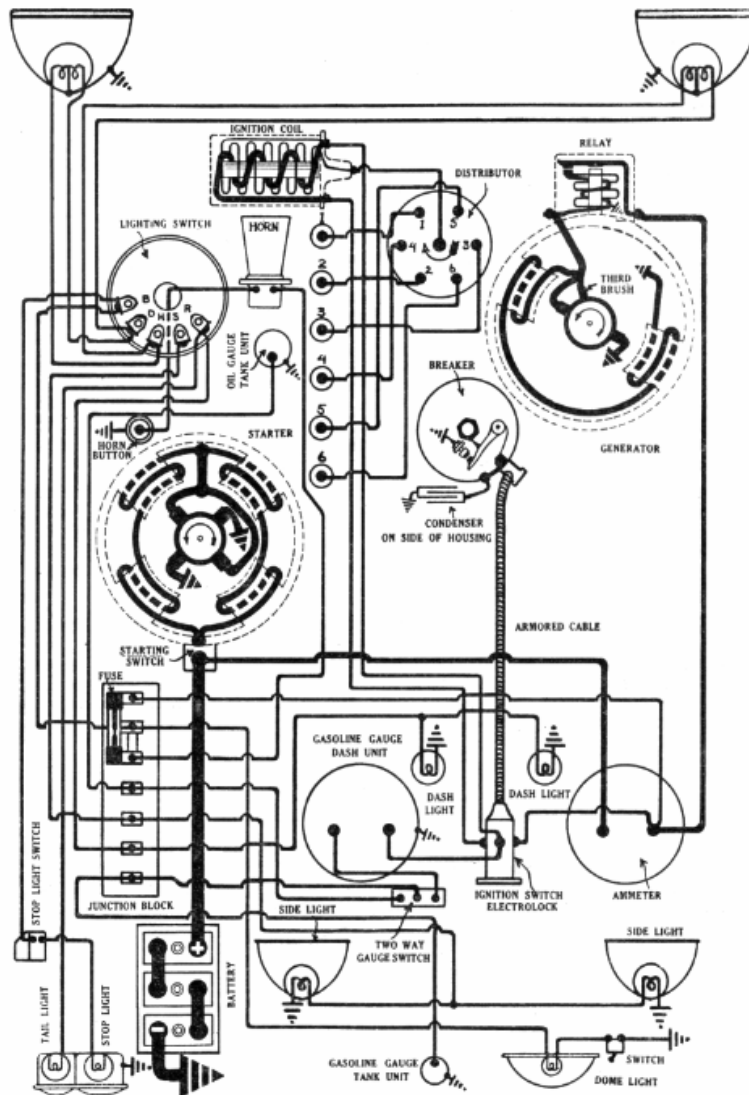 IGNITION COIL
RELAY
DISTRIBUTOR
LIGHTING SWITCH
HORN
1
1
5
4
3
2
6
2
B
D H I S
R
THIRD
BRUSH
3
OIL GAUGE
TANK UNIT
BREAKER
4
STARTER
5
HORN
BUTTON
GENERATOR
6
CONDENSER
ON SIDE OF HOUSING
ARMORED CABLE
STARTING
SWITCH
FUSE
GASOLINE GAUGE
DASH UNIT
DASH
LIGHT
DASH LIGHT
STOP LIGHT SWITCH
JUNCTION BLOCK
SIDE LIGHT
IGNITION SWITCH
ELECTROLOCK
AMMETER
TWO WAY
GAUGE SWITCH
SIDE LIGHT
BATTERY
TAIL LIGHT
STOP LIGHT
GASOLINE GAUGE
TANK UNIT
SWITCH
DOME LIGHT